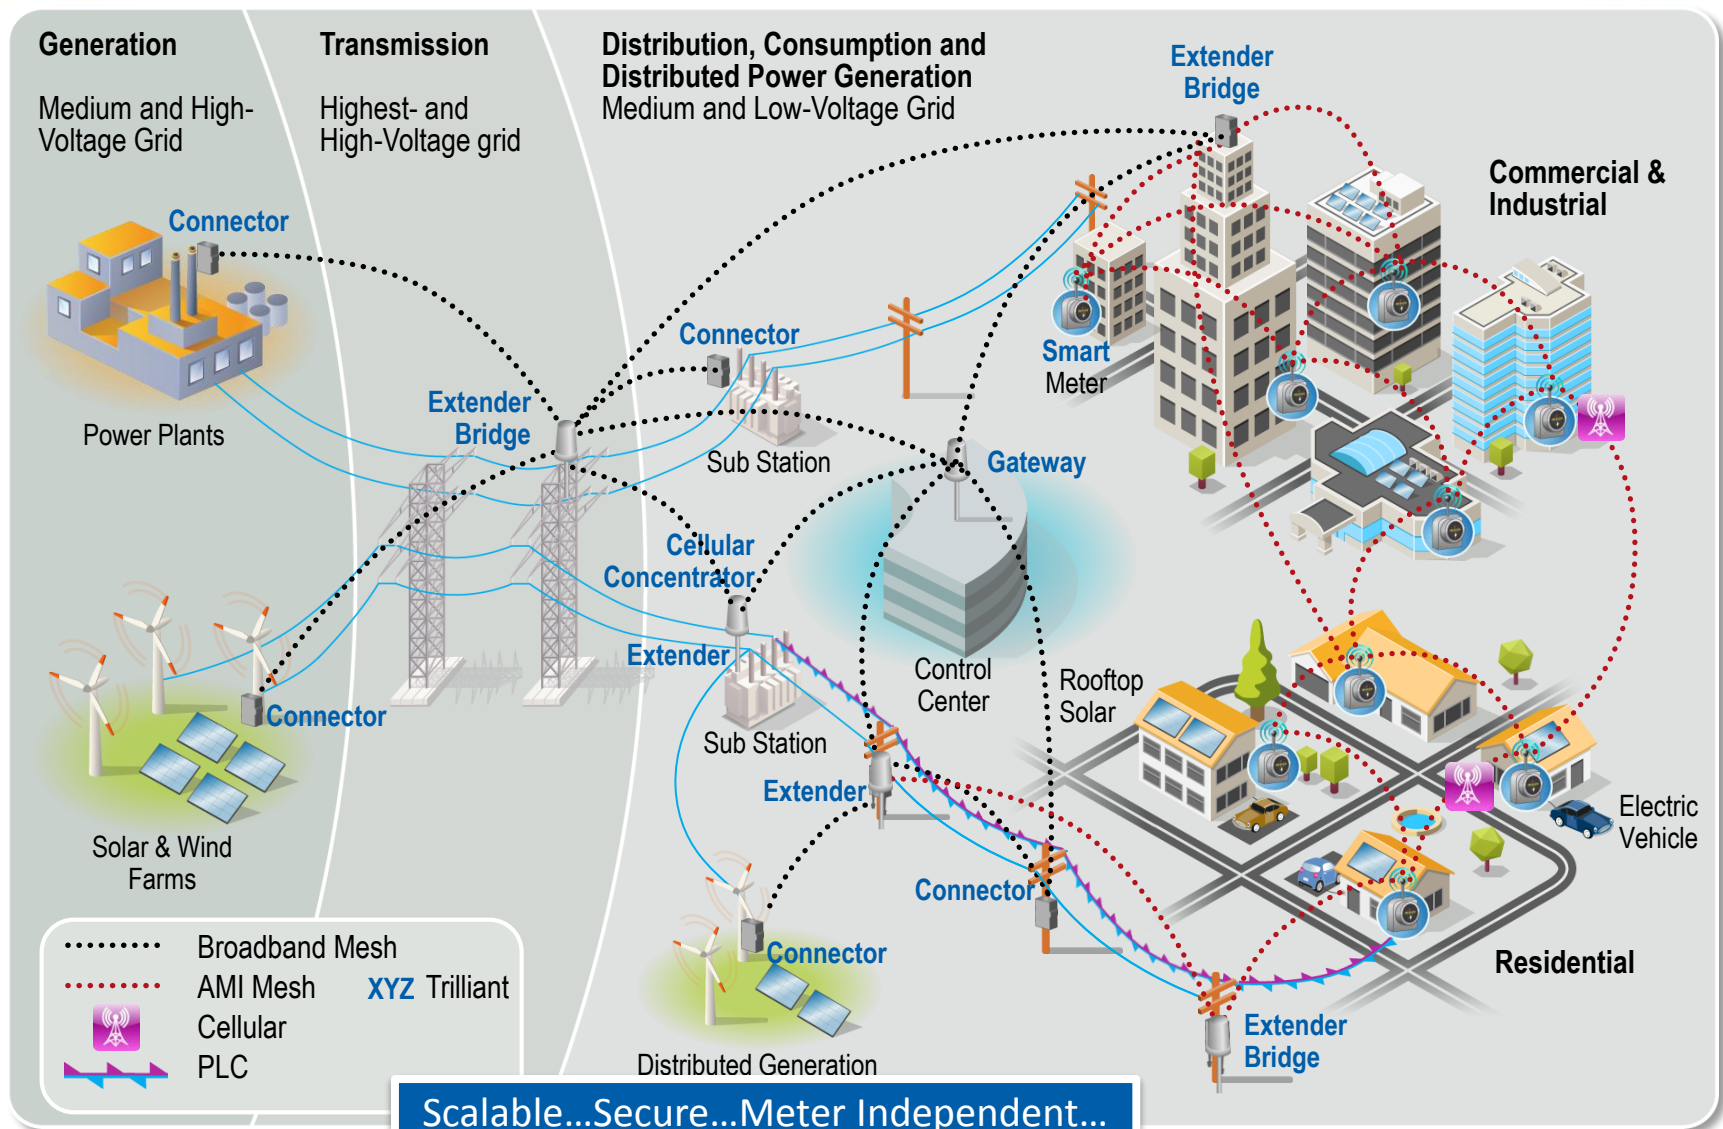 Generation
Medium and High-
Voltage Grid
Transmission
Highest- and
High-Voltage grid
Distribution, Consumption and
Distributed Power Generation
Medium and Low-Voltage Grid
Extender
Bridge
Commercial &
Industrial
Connector
Power Plants
Extender
Bridge
Connector
Sub Station
Smart
Meter
Gateway
Control
Center
Cellular
Concentrator
Extender
Sub Station
Connector
Solar & Wind
Farms
Rooftop
Solar
Extender
Electric
Vehicle
Connector
Connector
Distributed Generation
Residential
Extender
Bridge
Broadband Mesh
AMI Mesh
XYZ Trilliant
Cellular
PLC
Scalable...Secure...Meter Independent...